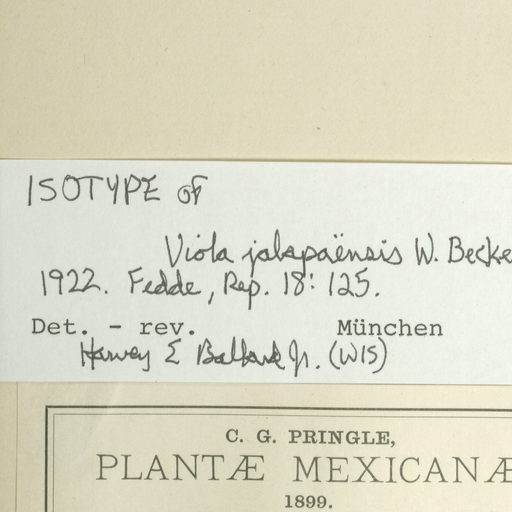 ISOTYPE OF
Viola jalapaënsis W. Becke
1922. Fedde, Rep. 18: 125.
Det. - rev. München
Harvey E Ballard Jr. (WIS)
C. G. PRINGLE,
PLANTÆ MEXICANÆ
1899.